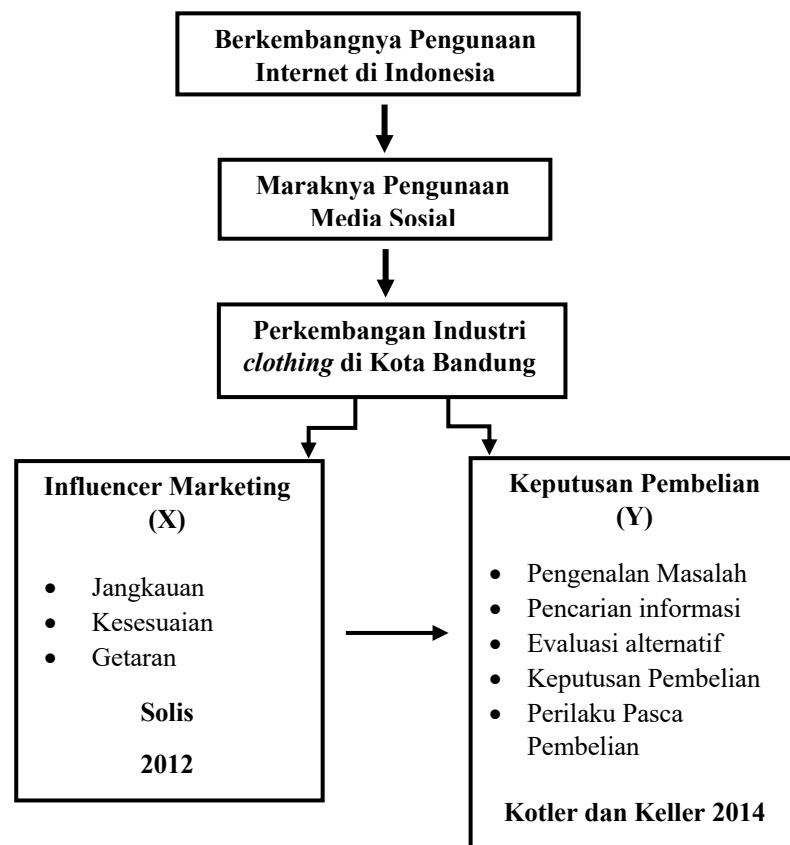 Berkembangnya Pengunaan
Internet di Indonesia
Maraknya Pengunaan
Media Sosial
Perkembangan Industri
clothing di Kota Bandung
Influencer Marketing
(X)
• Jangkauan
• Kesesuaian
• Getaran
Solis
2012
Keputusan Pembelian
(Y)
• Pengenalan Masalah
• Pencarian informasi
• Evaluasi alternatif
• Keputusan Pembelian
• Perilaku Pasca
Pembelian
Kotler dan Keller 2014